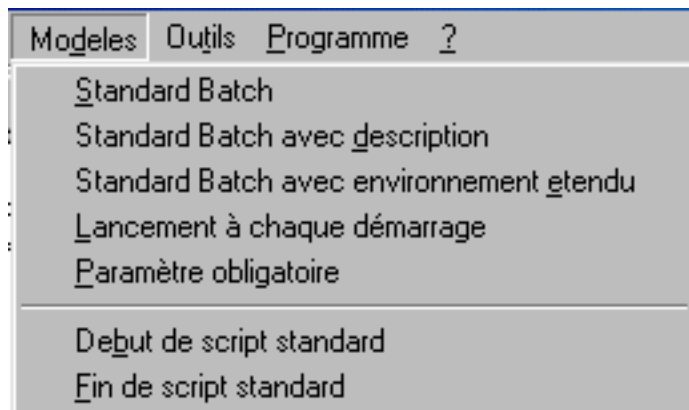 Modeles Outils Programme ?
Standard Batch
Standard Batch avec description
Standard Batch avec environnement etendu
Lancement à chaque démarrage
Paramètre obligatoire
Debut de script standard
Fin de script standard